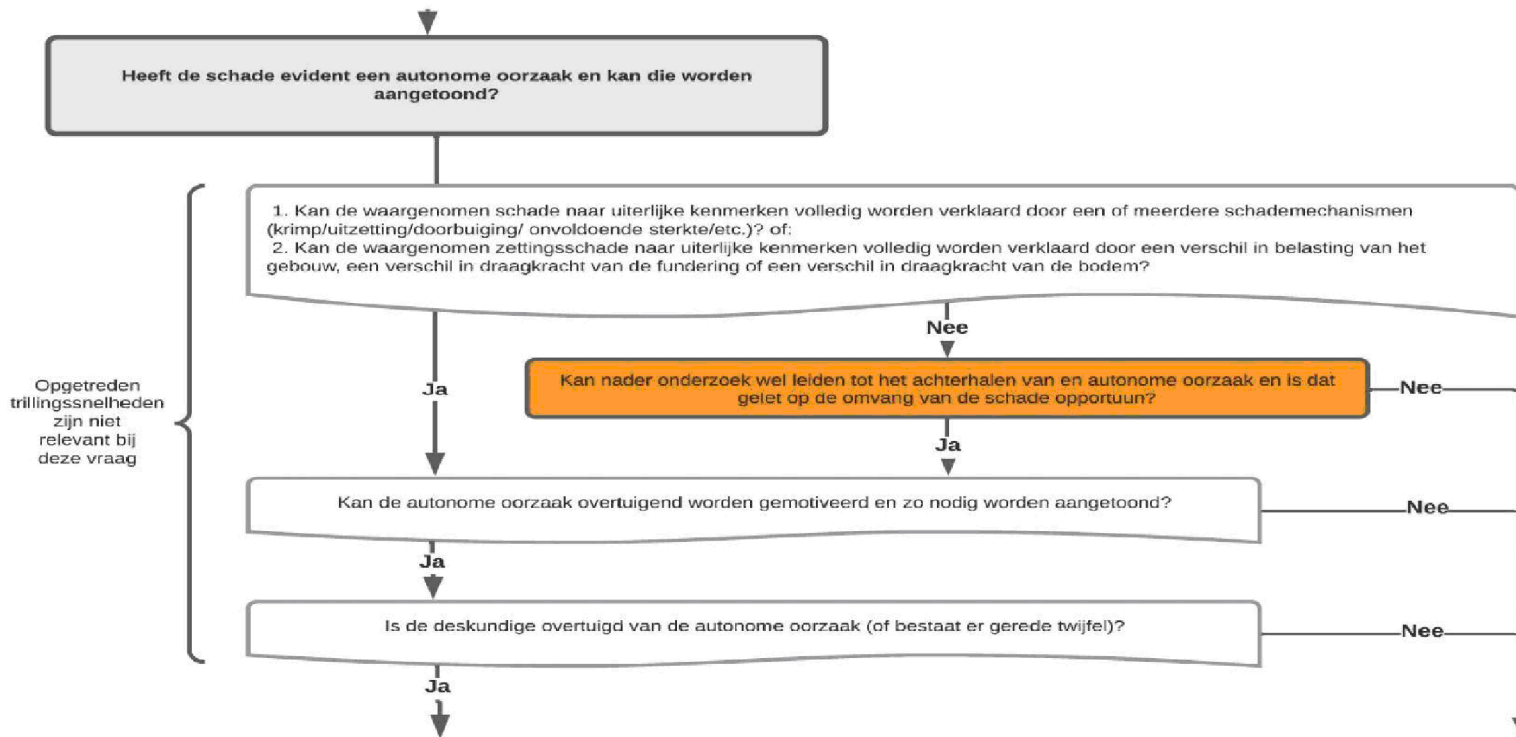 Heeft de schade evident een autonome oorzaak en kan die worden
aangetoond?
1. Kan de waargenomen schade naar uiterlijke kenmerken volledig worden verklaard door een of meerdere schademechanismen
(krimp/uitzetting/doorbuiging/ onvoldoende sterkte/etc.)? of:
2. Kan de waargenomen zettingsschade naar uiterlijke kenmerken volledig worden verklaard door een verschil in belasting van het
gebouw, een verschil in draagkracht van de fundering of een verschil in draagkracht van de bodem?
Nee
Opgetreden
trillingssnelheden
zijn niet
relevant bij
deze vraag
Ja
Kan nader onderzoek wel leiden tot het achterhalen van en autonome oorzaak en is dat
gelet op de omvang van de schade opportuun?
Nee
Ja
Kan de autonome oorzaak overtuigend worden gemotiveerd en zo nodig worden aangetoond?
Nee
Ja
Is de deskundige overtuigd van de autonome oorzaak (of bestaat er gerede twijfel)?
Nee
Ja